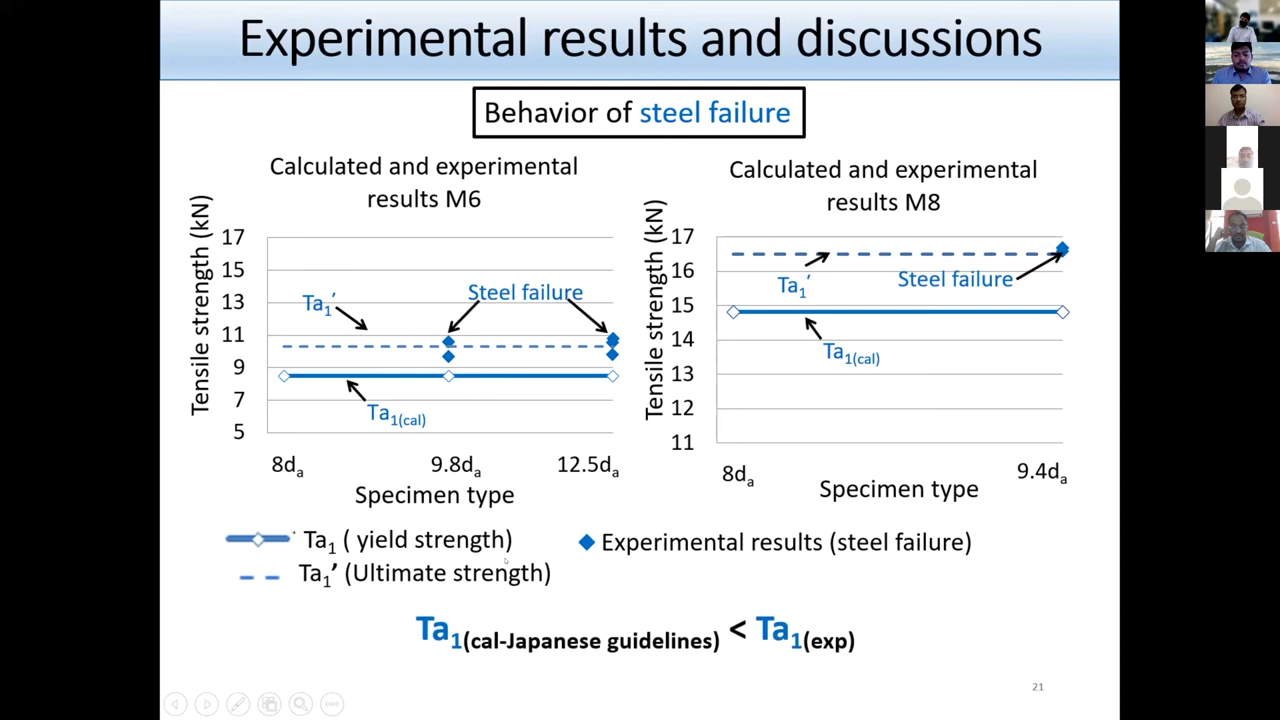 Experimental results and discussions
Behavior of steel failure
Calculated and experimental
results M6
Tensile strength (kN)
17
15
13
11
9
7
5
Ta1′
Steel failure
Ta1(cal)
8da
9.8da
12.5da
Specimen type
Calculated and experimental
results M8
Tensile strength (kN)
17
16
15
14
13
12
11
Ta1′
Steel failure
Ta1(cal)
8da
9.4da
Specimen type
Ta1 ( yield strength)
Ta1′ (Ultimate strength)
Experimental results (steel failure)
Ta1(cal-Japanese guidelines) < Ta1(exp)
21